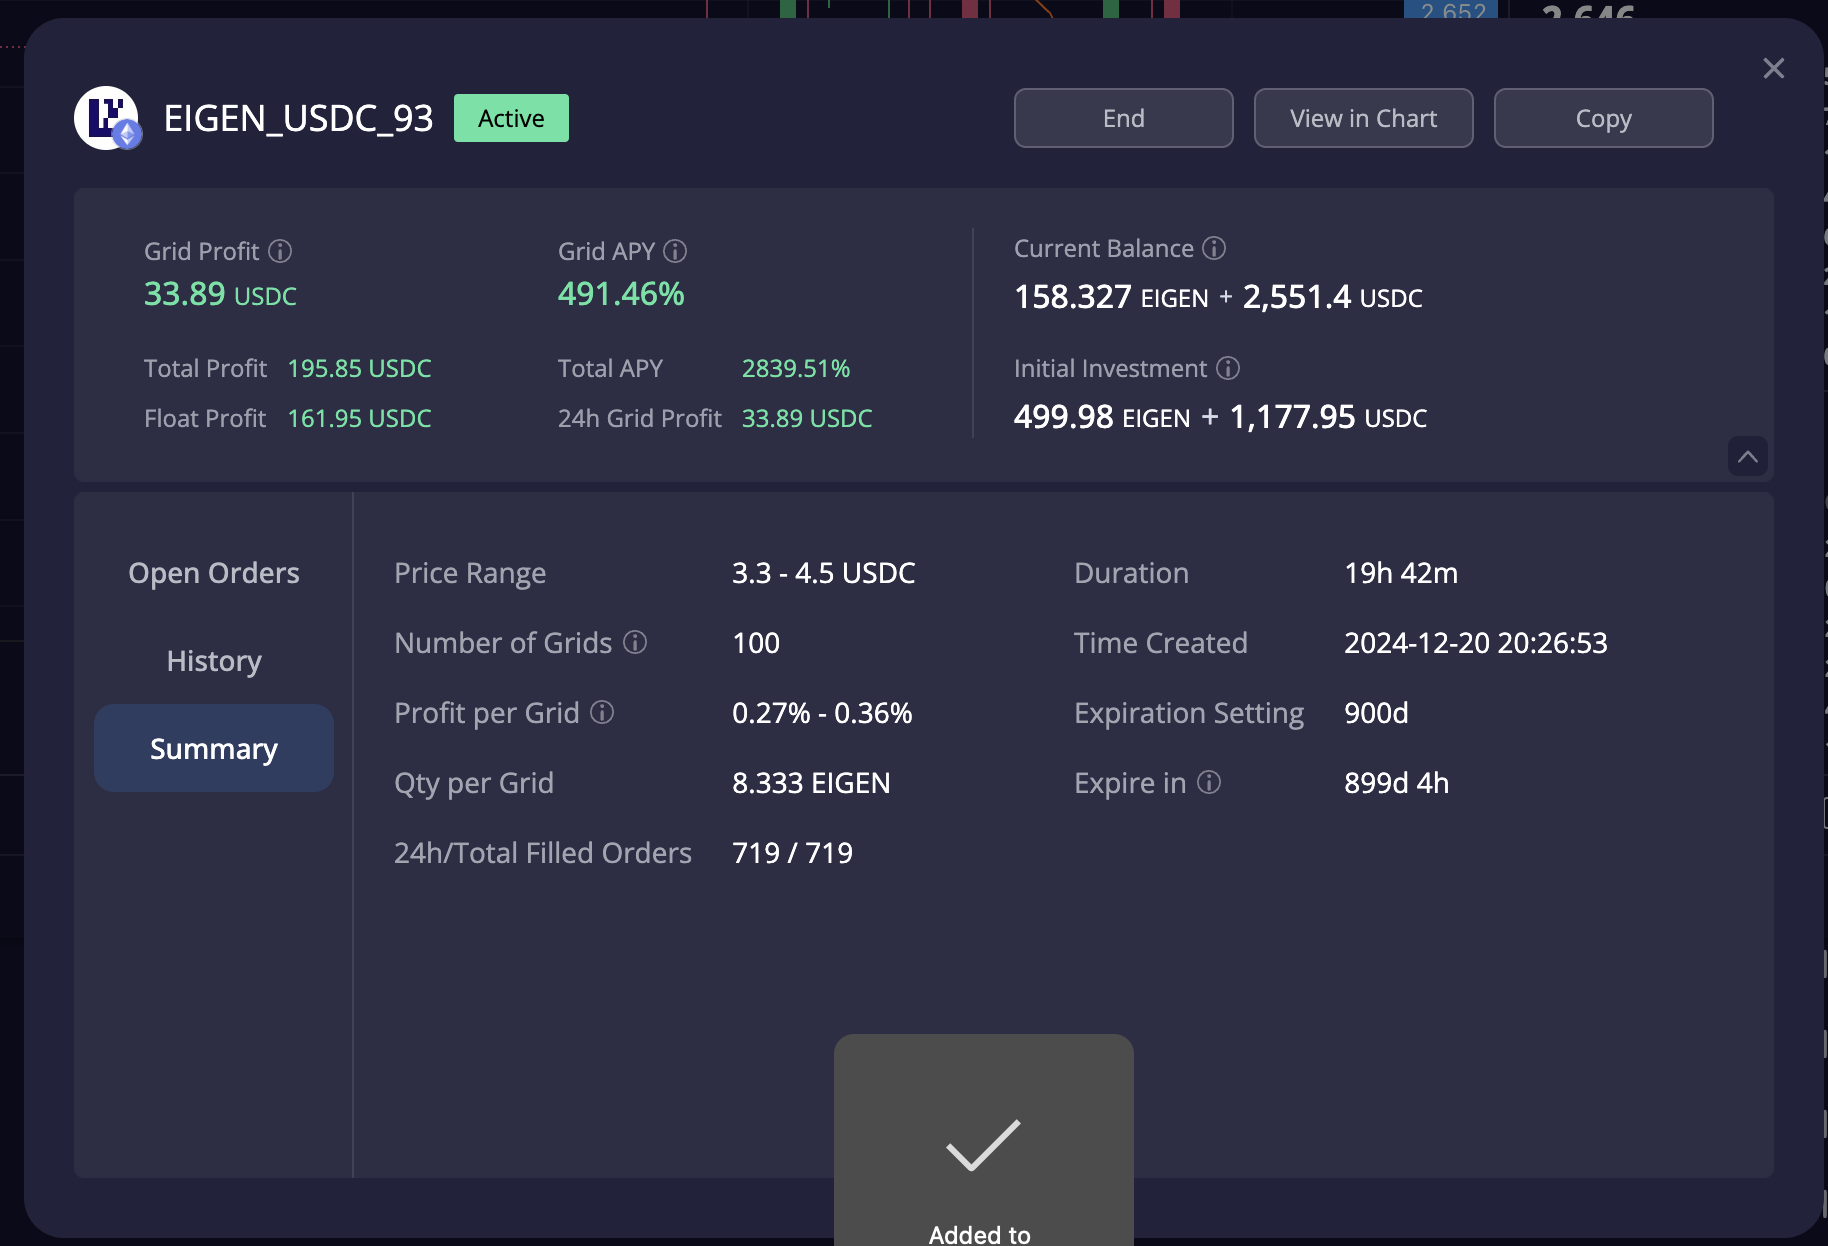 2,652
2,646
EIGEN_USDC_93 Active End View in Chart Copy
Grid Profit
33.89 USDC
Grid APY
491.46%
Current Balance
158.327 EIGEN + 2,551.4 USDC
Total Profit 195.85 USDC
Total APY 2839.51%
Initial Investment
499.98 EIGEN + 1,177.95 USDC
Float Profit 161.95 USDC
24h Grid Profit 33.89 USDC
Open Orders
History
Summary
Price Range 3.3 - 4.5 USDC
Number of Grids 100
Profit per Grid 0.27% - 0.36%
Qty per Grid 8.333 EIGEN
24h/Total Filled Orders 719 / 719
Duration 19h 42m
Time Created 2024-12-20 20:26:53
Expiration Setting 900d
Expire in 899d 4h
Added to